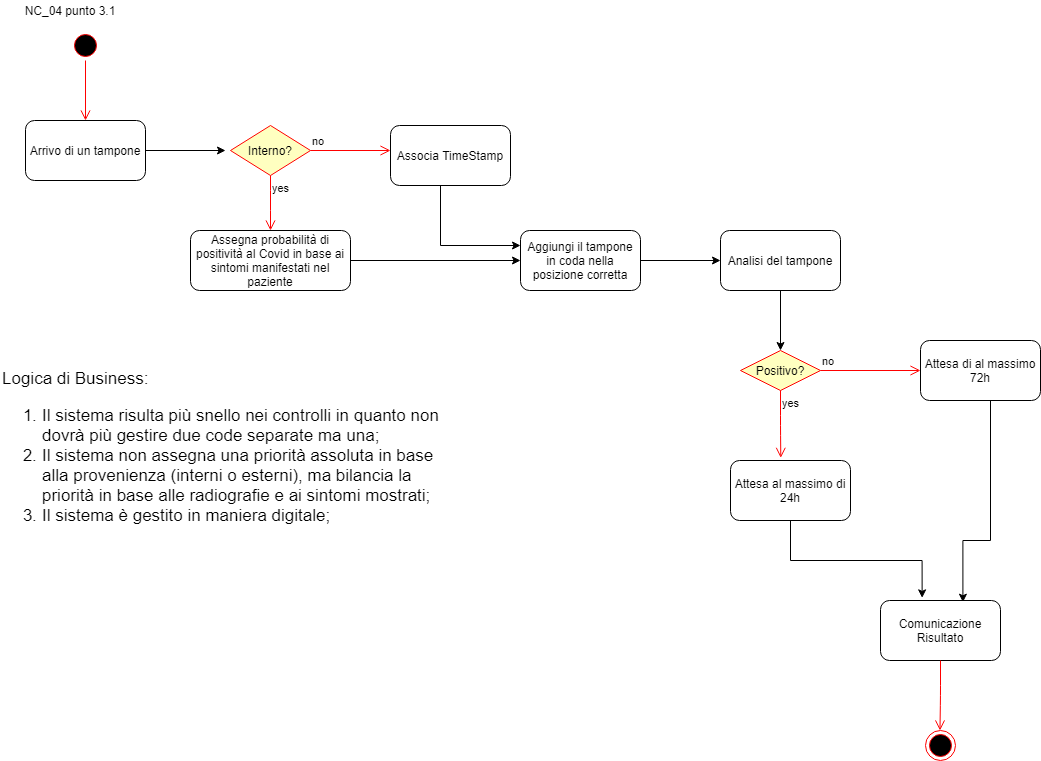 NC_04 punto 3.1
Arrivo di un tampone
Interno?
no
yes
Associa TimeStamp
Assegna probabilità di
positività al Covid in base ai
sintomi manifestati nel
paziente
Aggiungi il tampone
in coda nella
posizione corretta
Analisi del tampone
Positivo?
no
yes
Attesa di al massimo
72h
Attesa al massimo di
24h
Comunicazione
Risultato
Logica di Business:
1. Il sistema risulta più snello nei controlli in quanto non
dovrà più gestire due code separate ma una;
2. Il sistema non assegna una priorità assoluta in base
alla provenienza (interni o esterni), ma bilancia la
priorità in base alle radiografie e ai sintomi mostrati;
3. Il sistema è gestito in maniera digitale;